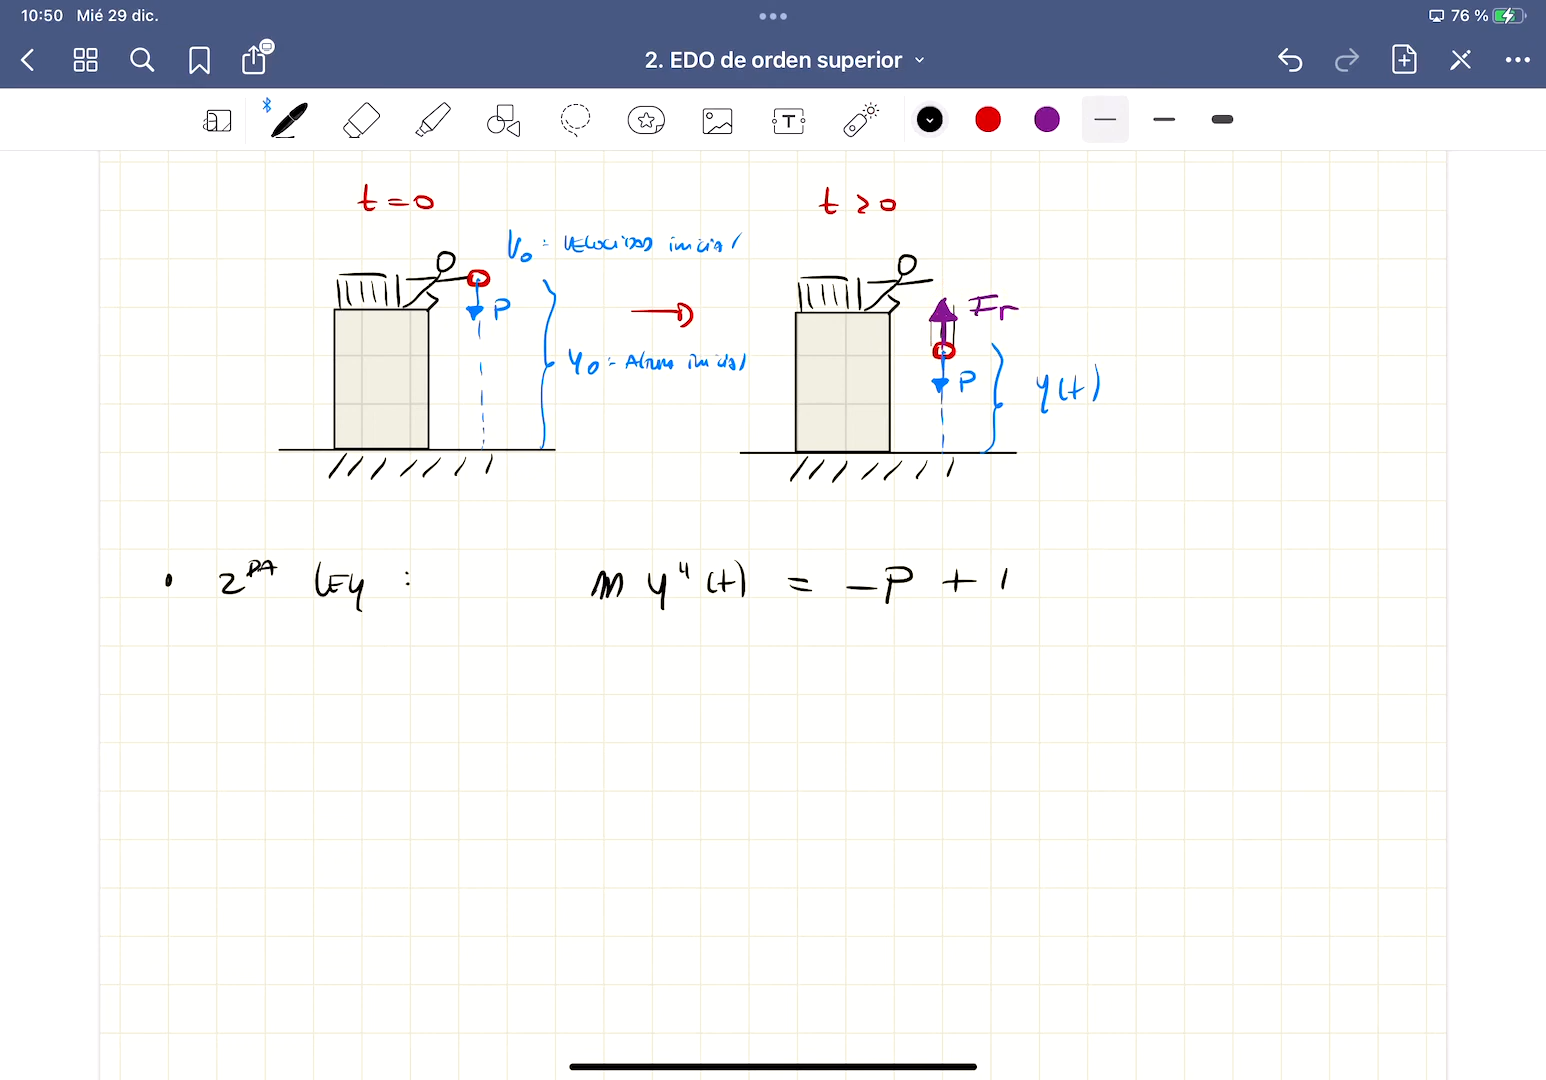 10:50 Mié 29 dic.
76 %
2. EDO de orden superior
T
t = 0
t > 0
V₀ = Velocidad inicial
P
Fr
y₀ = Altura inicial
P
y(t)
• 2DA LEY : m y''(t) = -P +